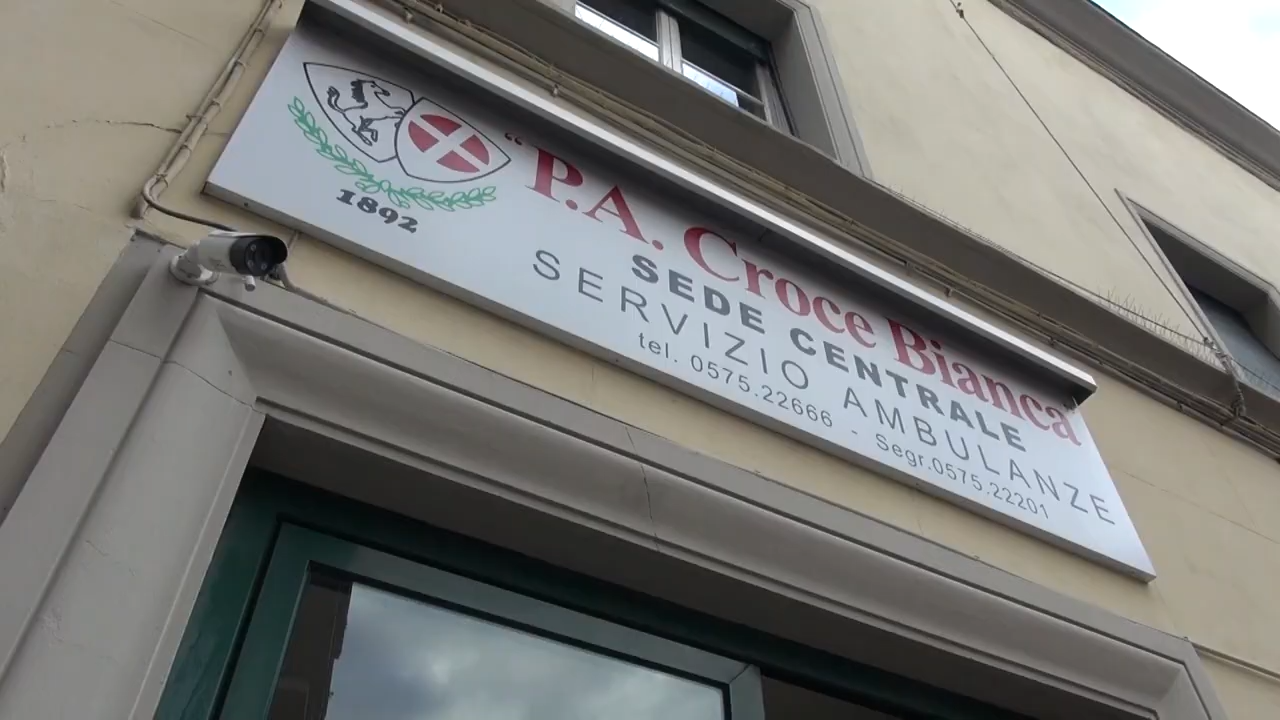 1892
"P.A. Croce Bianca
SEDE CENTRALE
SERVIZIO AMBULANZE
tel. 0575.22666 - Segr.0575.22201